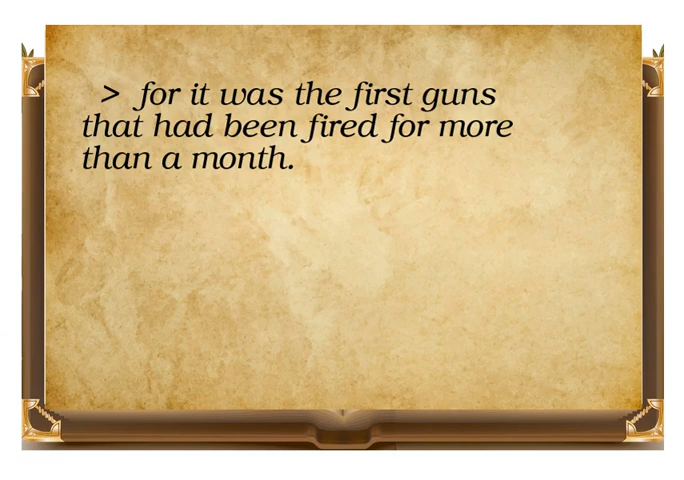 > for it was the first guns
that had been fired for more
than a month.